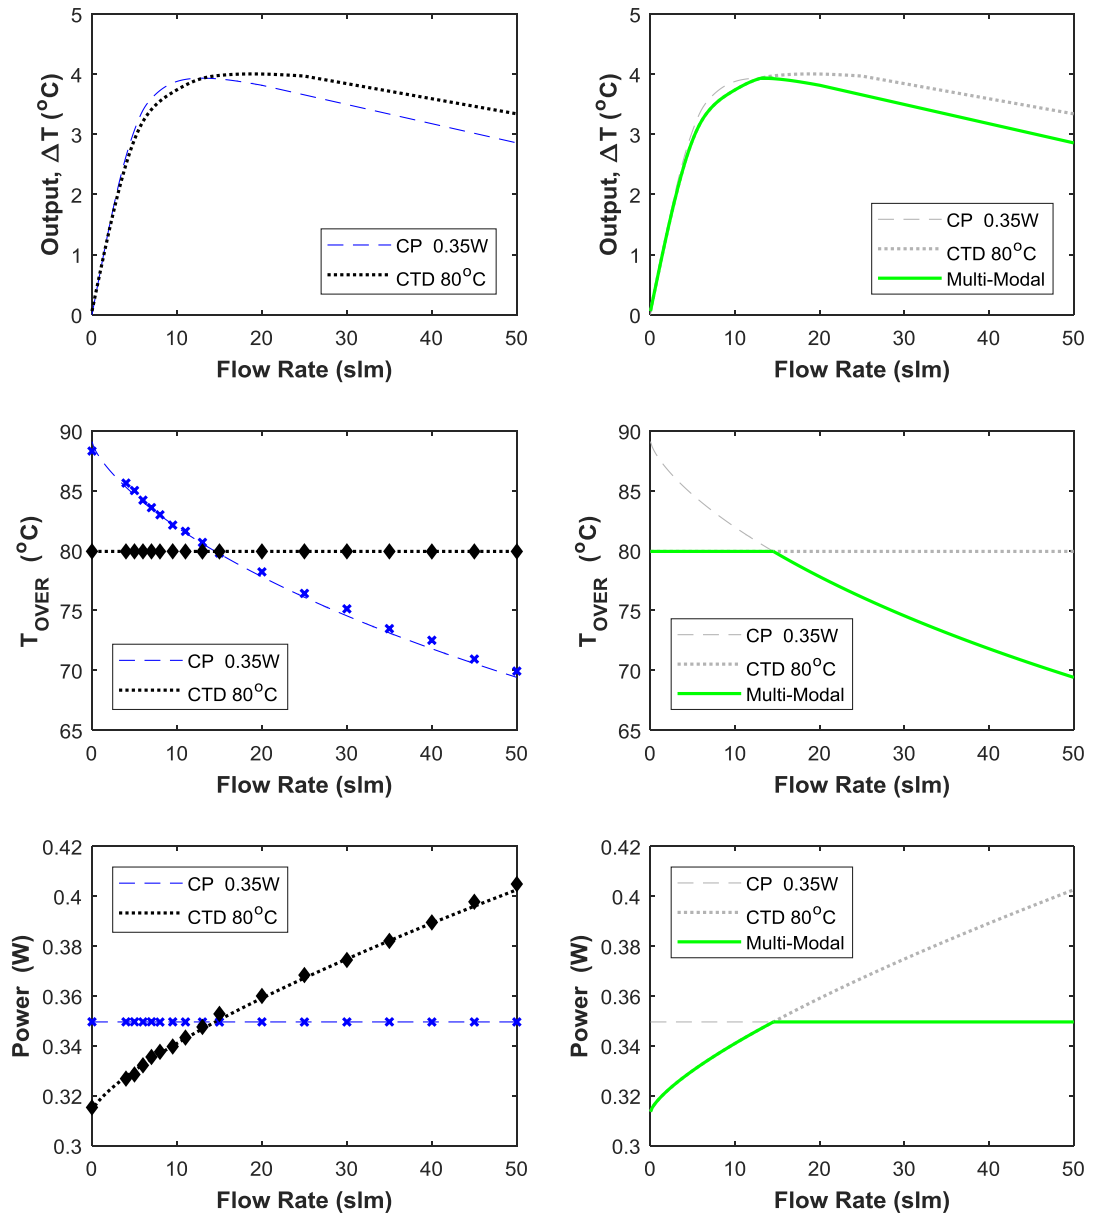 5
4
3
2
1
0
Output, Δ T (°C)
CP 0.35W
CTD 80°C
0 10 20 30 40 50
Flow Rate (slm)
5
4
3
2
1
0
Output, Δ T (°C)
CP 0.35W
CTD 80°C
Multi-Modal
0 10 20 30 40 50
Flow Rate (slm)
90
85
80
75
70
65
T_OVER (°C)
CP 0.35W
CTD 80°C
0 10 20 30 40 50
Flow Rate (slm)
90
85
80
75
70
65
T_OVER (°C)
CP 0.35W
CTD 80°C
Multi-Modal
0 10 20 30 40 50
Flow Rate (slm)
0.42
0.4
0.38
0.36
0.34
0.32
0.3
Power (W)
CP 0.35W
CTD 80°C
0 10 20 30 40 50
Flow Rate (slm)
0.42
0.4
0.38
0.36
0.34
0.32
0.3
Power (W)
CP 0.35W
CTD 80°C
Multi-Modal
0 10 20 30 40 50
Flow Rate (slm)